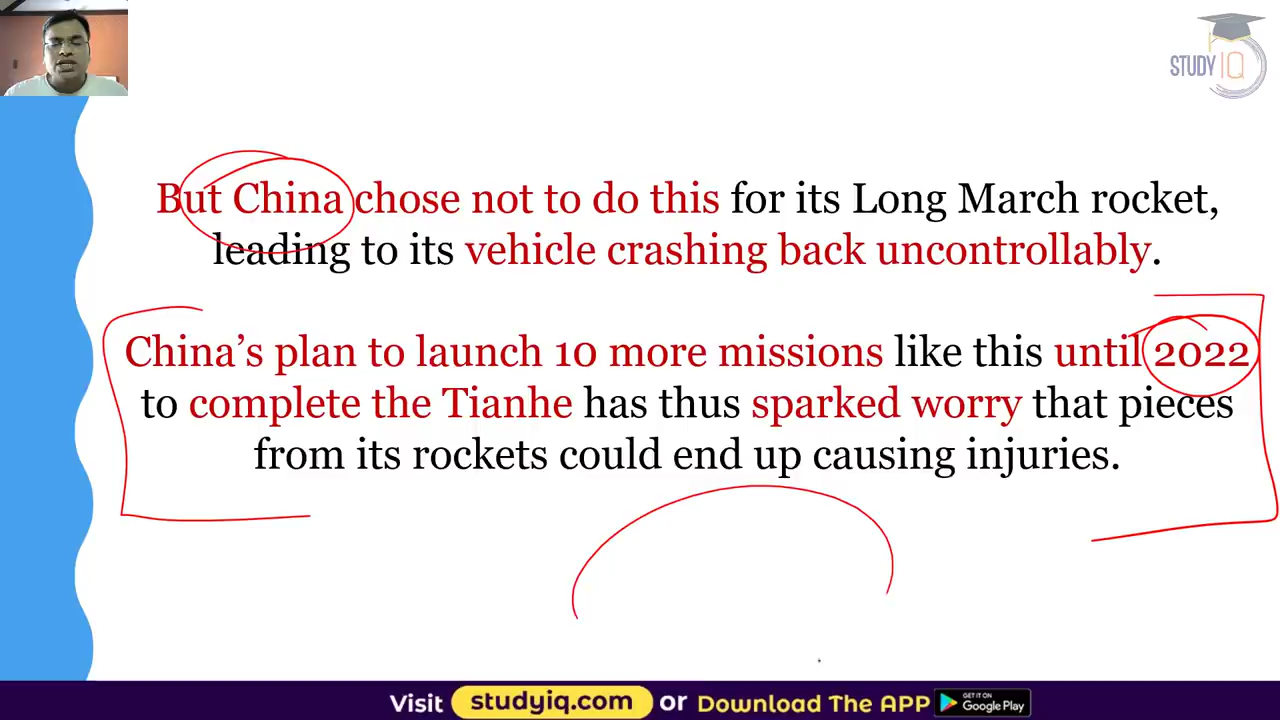 STUDY IQ
But China chose not to do this for its Long March rocket,
leading to its vehicle crashing back uncontrollably.
China’s plan to launch 10 more missions like this until 2022
to complete the Tianhe has thus sparked worry that pieces
from its rockets could end up causing injuries.
Visit studyiq.com or Download The APP GET IT ON Google Play